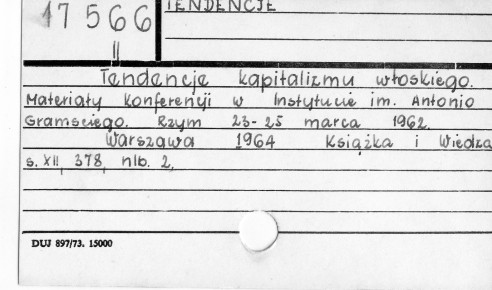 17566
II
TENDENCJE
Tendencje kapitalizmu włoskiego.
Materiały Konferencji w Instytucie im. Antonio
Gramsciego. Rzym 23-25 marca 1962.
Warszawa 1964 Książka i Wiedza
s. XII, 378, nlb. 2,
DUJ 897/73. 15000